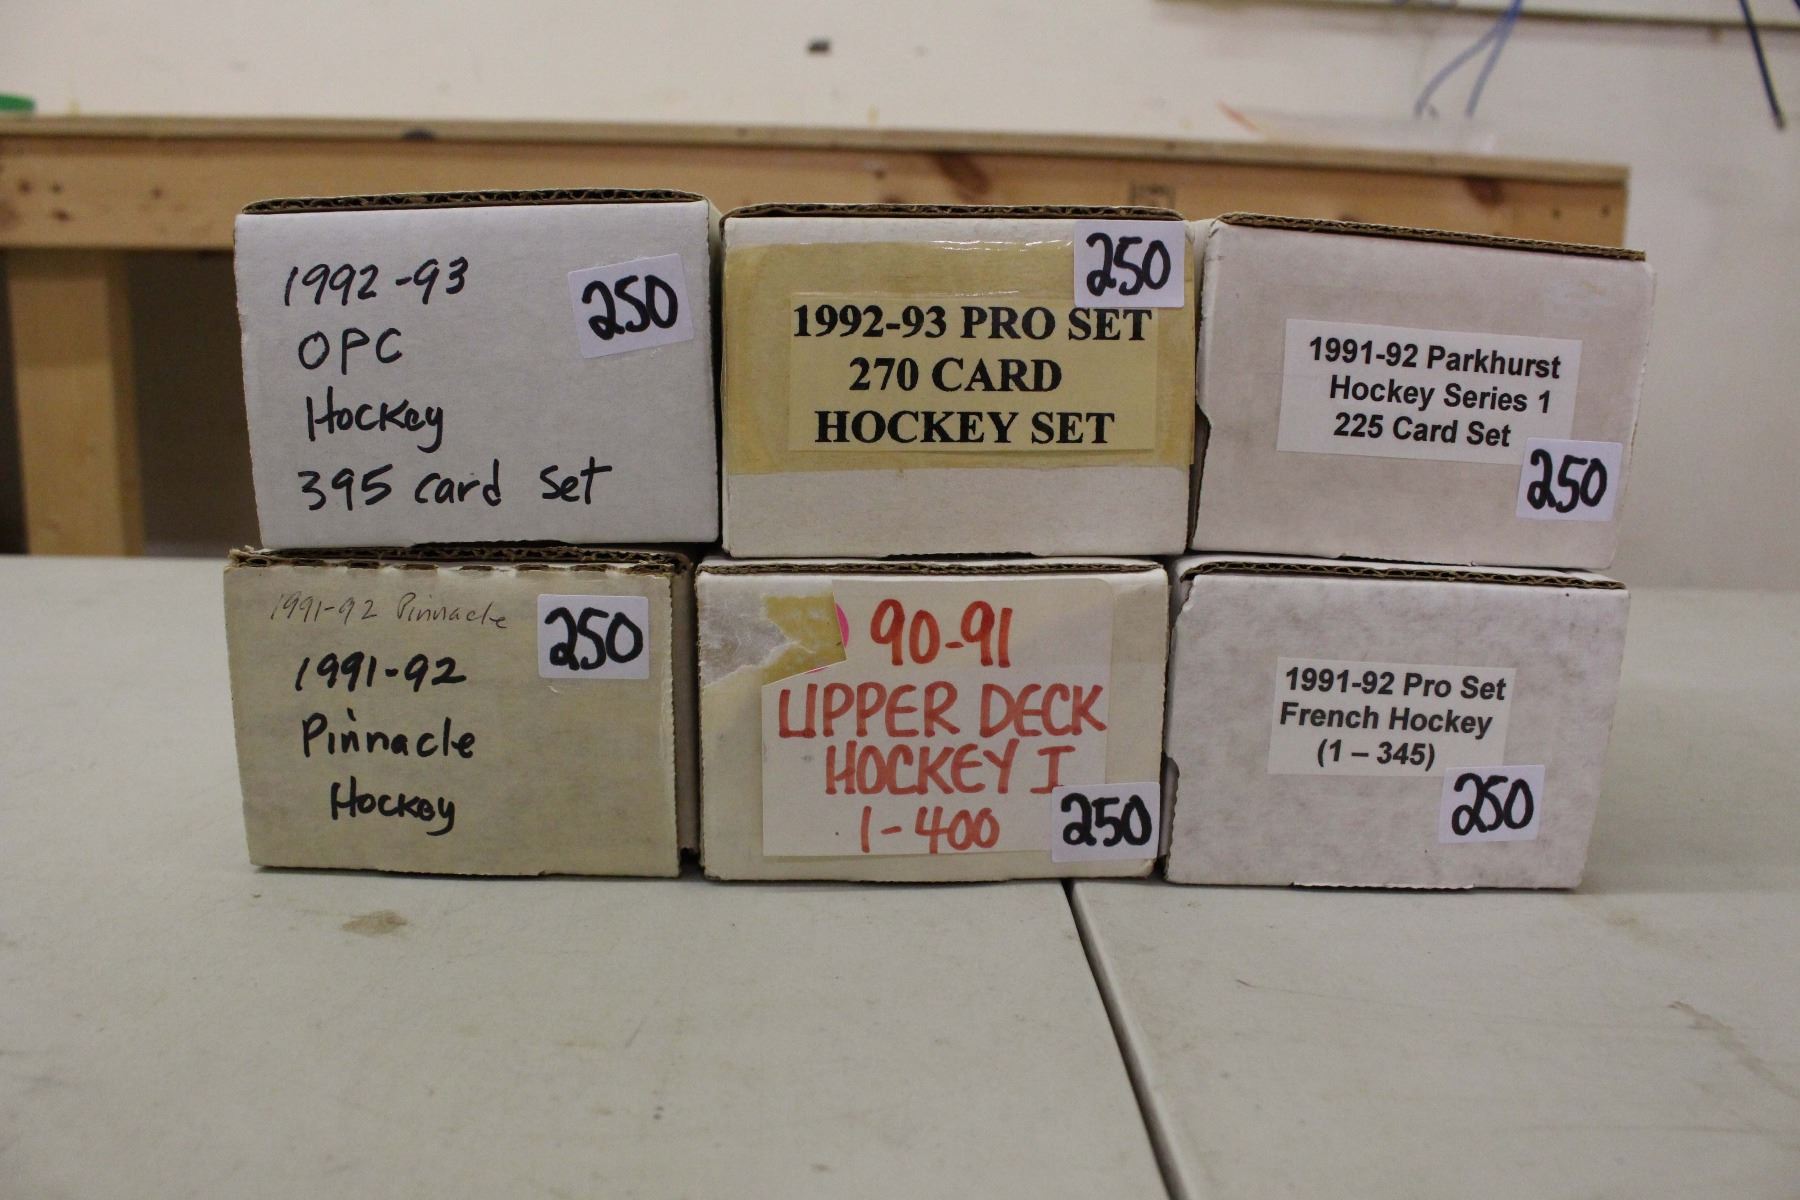 1992-93
OPC
Hockey
395 card set
250
250
1992-93 PRO SET
270 CARD
HOCKEY SET
1991-92 Parkhurst
Hockey Series 1
225 Card Set
250
1991-92 Pinnacle
250
1991-92
Pinnacle
Hockey
90-91
UPPER DECK
HOCKEY I
1-400
250
1991-92 Pro Set
French Hockey
(1 – 345)
250